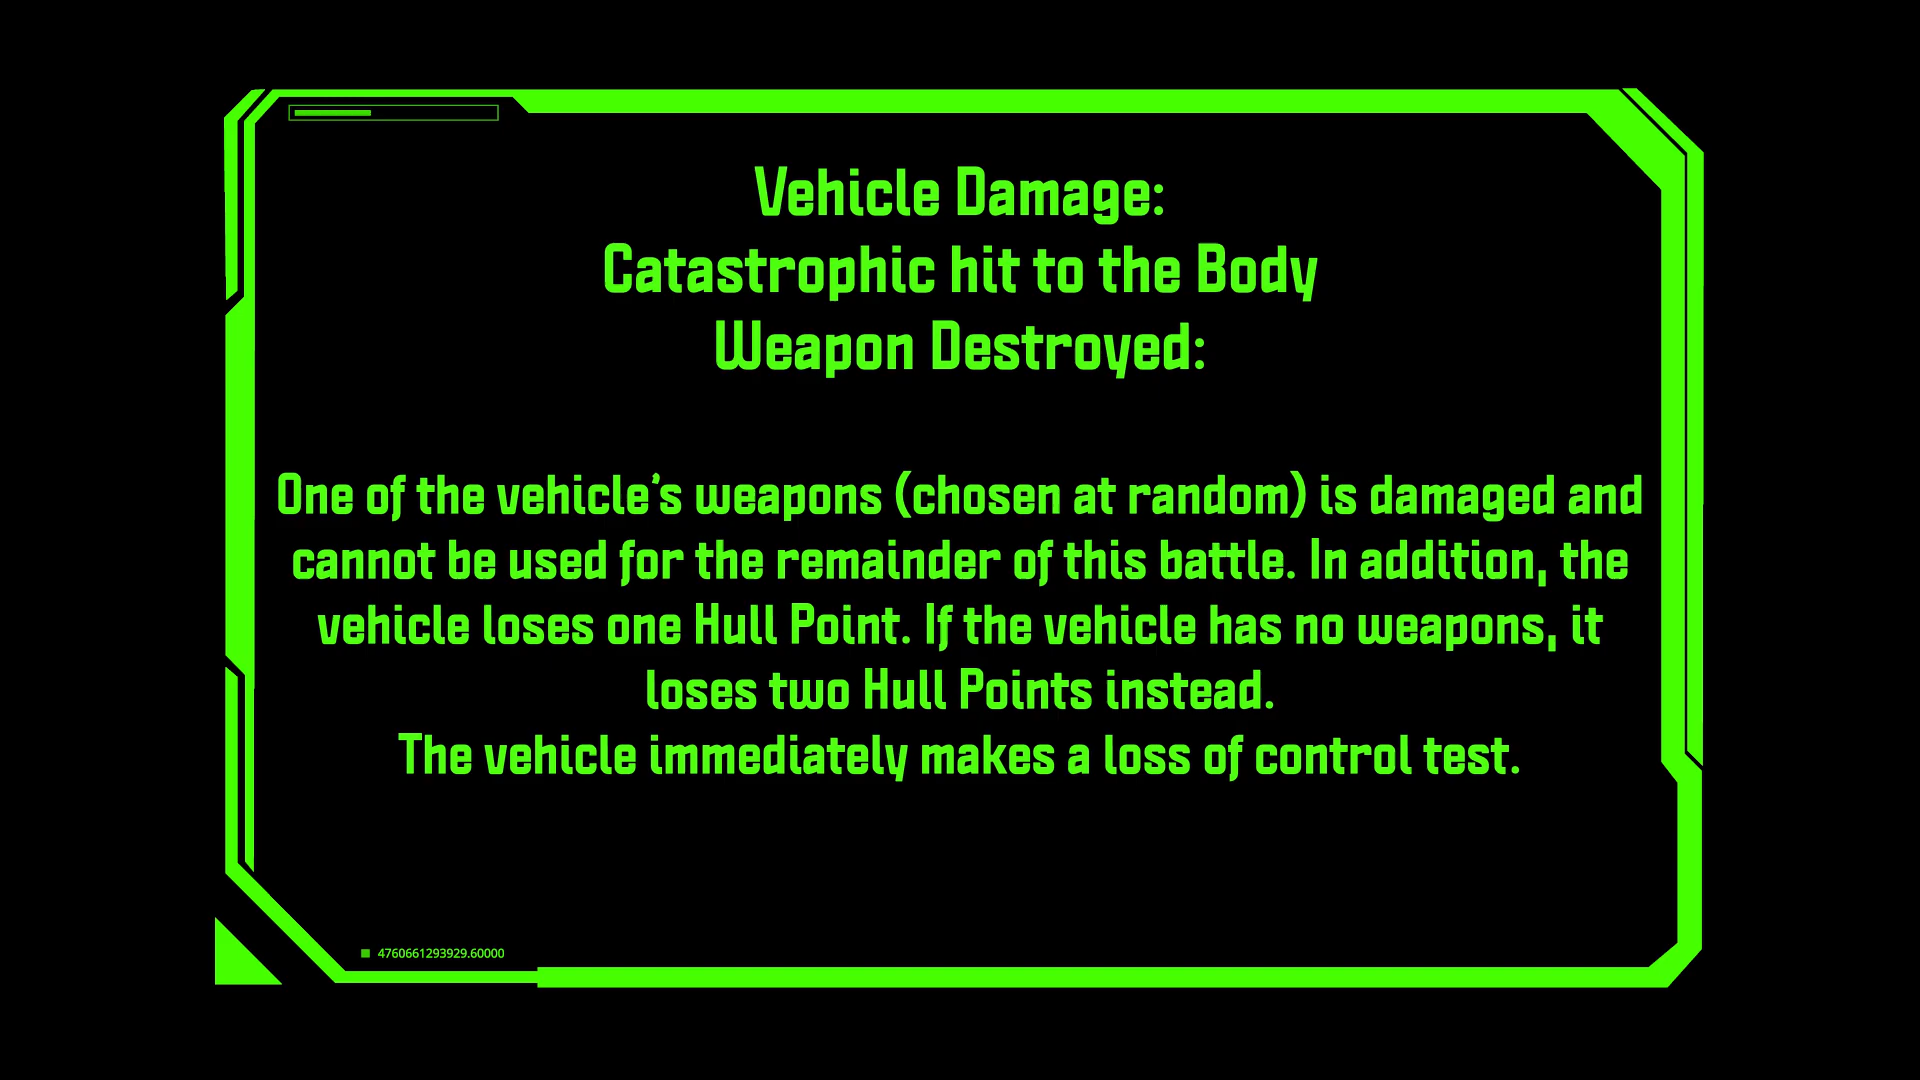 Vehicle Damage:
Catastrophic hit to the Body
Weapon Destroyed:
One of the vehicle's weapons (chosen at random) is damaged and
cannot be used for the remainder of this battle. In addition, the
vehicle loses one Hull Point. If the vehicle has no weapons, it
loses two Hull Points instead.
The vehicle immediately makes a loss of control test.
4760661293929.60000